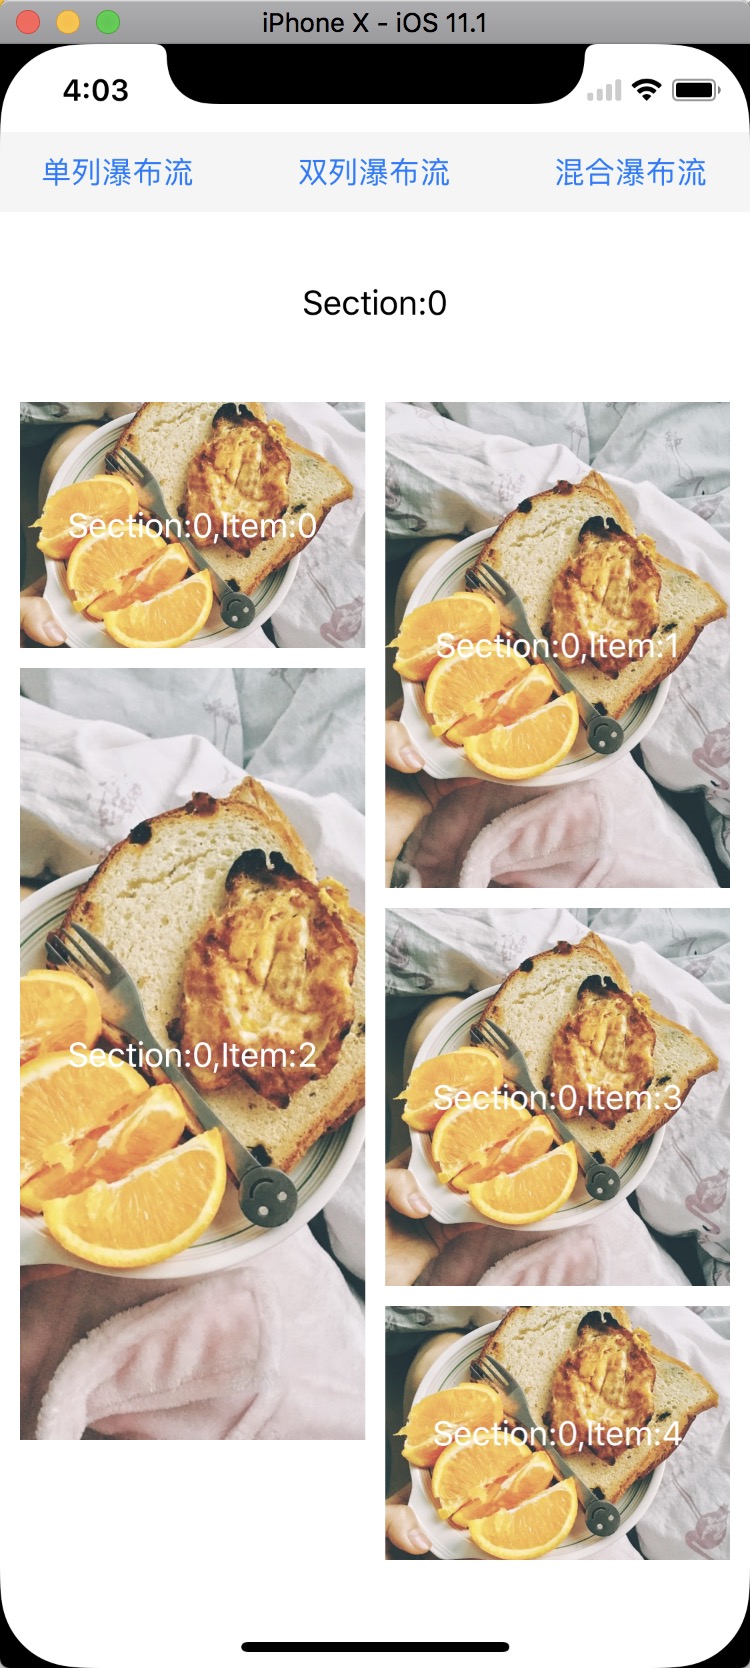 iPhone X - iOS 11.1
4:03
单列瀑布流 双列瀑布流 混合瀑布流
Section:0
Section:0,Item:0
Section:0,Item:1
Section:0,Item:2
Section:0,Item:3
Section:0,Item:4